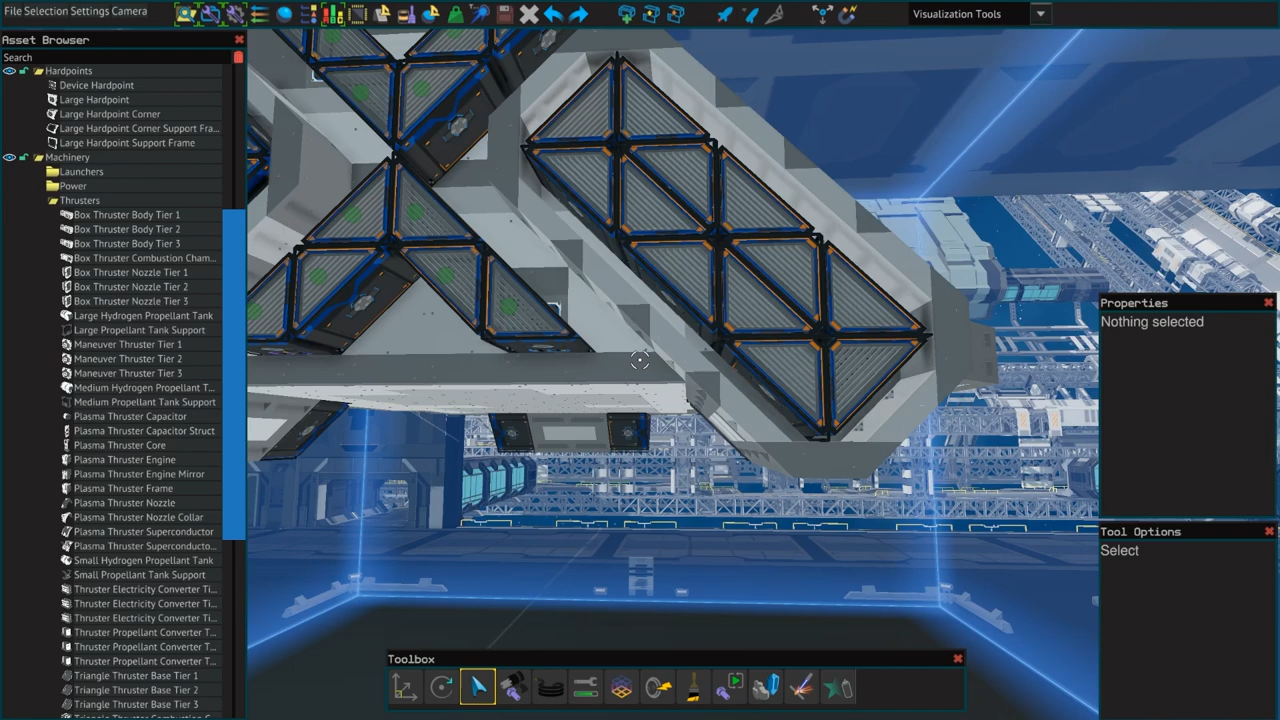 File Selection Settings Camera
Visualization Tools
Asset Browser
Search
Hardpoints
Device Hardpoint
Large Hardpoint
Large Hardpoint Corner
Large Hardpoint Corner Support Fra...
Large Hardpoint Support Frame
Machinery
Launchers
Power
Thrusters
Box Thruster Body Tier 1
Box Thruster Body Tier 2
Box Thruster Body Tier 3
Box Thruster Combustion Cham...
Box Thruster Nozzle Tier 1
Box Thruster Nozzle Tier 2
Box Thruster Nozzle Tier 3
Large Hydrogen Propellant Tank
Large Propellant Tank Support
Maneuver Thruster Tier 1
Maneuver Thruster Tier 2
Maneuver Thruster Tier 3
Medium Hydrogen Propellant T...
Medium Propellant Tank Support
Plasma Thruster Capacitor
Plasma Thruster Capacitor Struct
Plasma Thruster Core
Plasma Thruster Engine
Plasma Thruster Engine Mirror
Plasma Thruster Frame
Plasma Thruster Nozzle
Plasma Thruster Nozzle Collar
Plasma Thruster Superconductor
Plasma Thruster Superconducto...
Small Hydrogen Propellant Tank
Small Propellant Tank Support
Thruster Electricity Converter Ti...
Thruster Electricity Converter Ti...
Thruster Electricity Converter Ti...
Thruster Propellant Converter T...
Thruster Propellant Converter T...
Thruster Propellant Converter T...
Triangle Thruster Base Tier 1
Triangle Thruster Base Tier 2
Triangle Thruster Base Tier 3
Properties
Nothing selected
Tool Options
Select
Toolbox